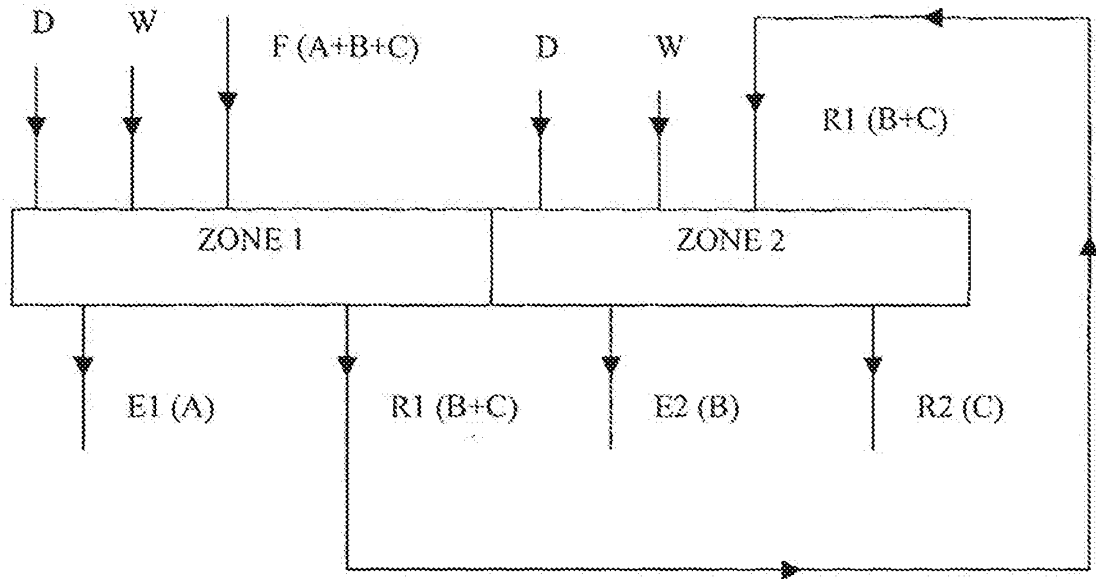 D W F (A+B+C) D W
R1 (B+C)
ZONE 1 ZONE 2
E1 (A) R1 (B+C) E2 (B) R2 (C)